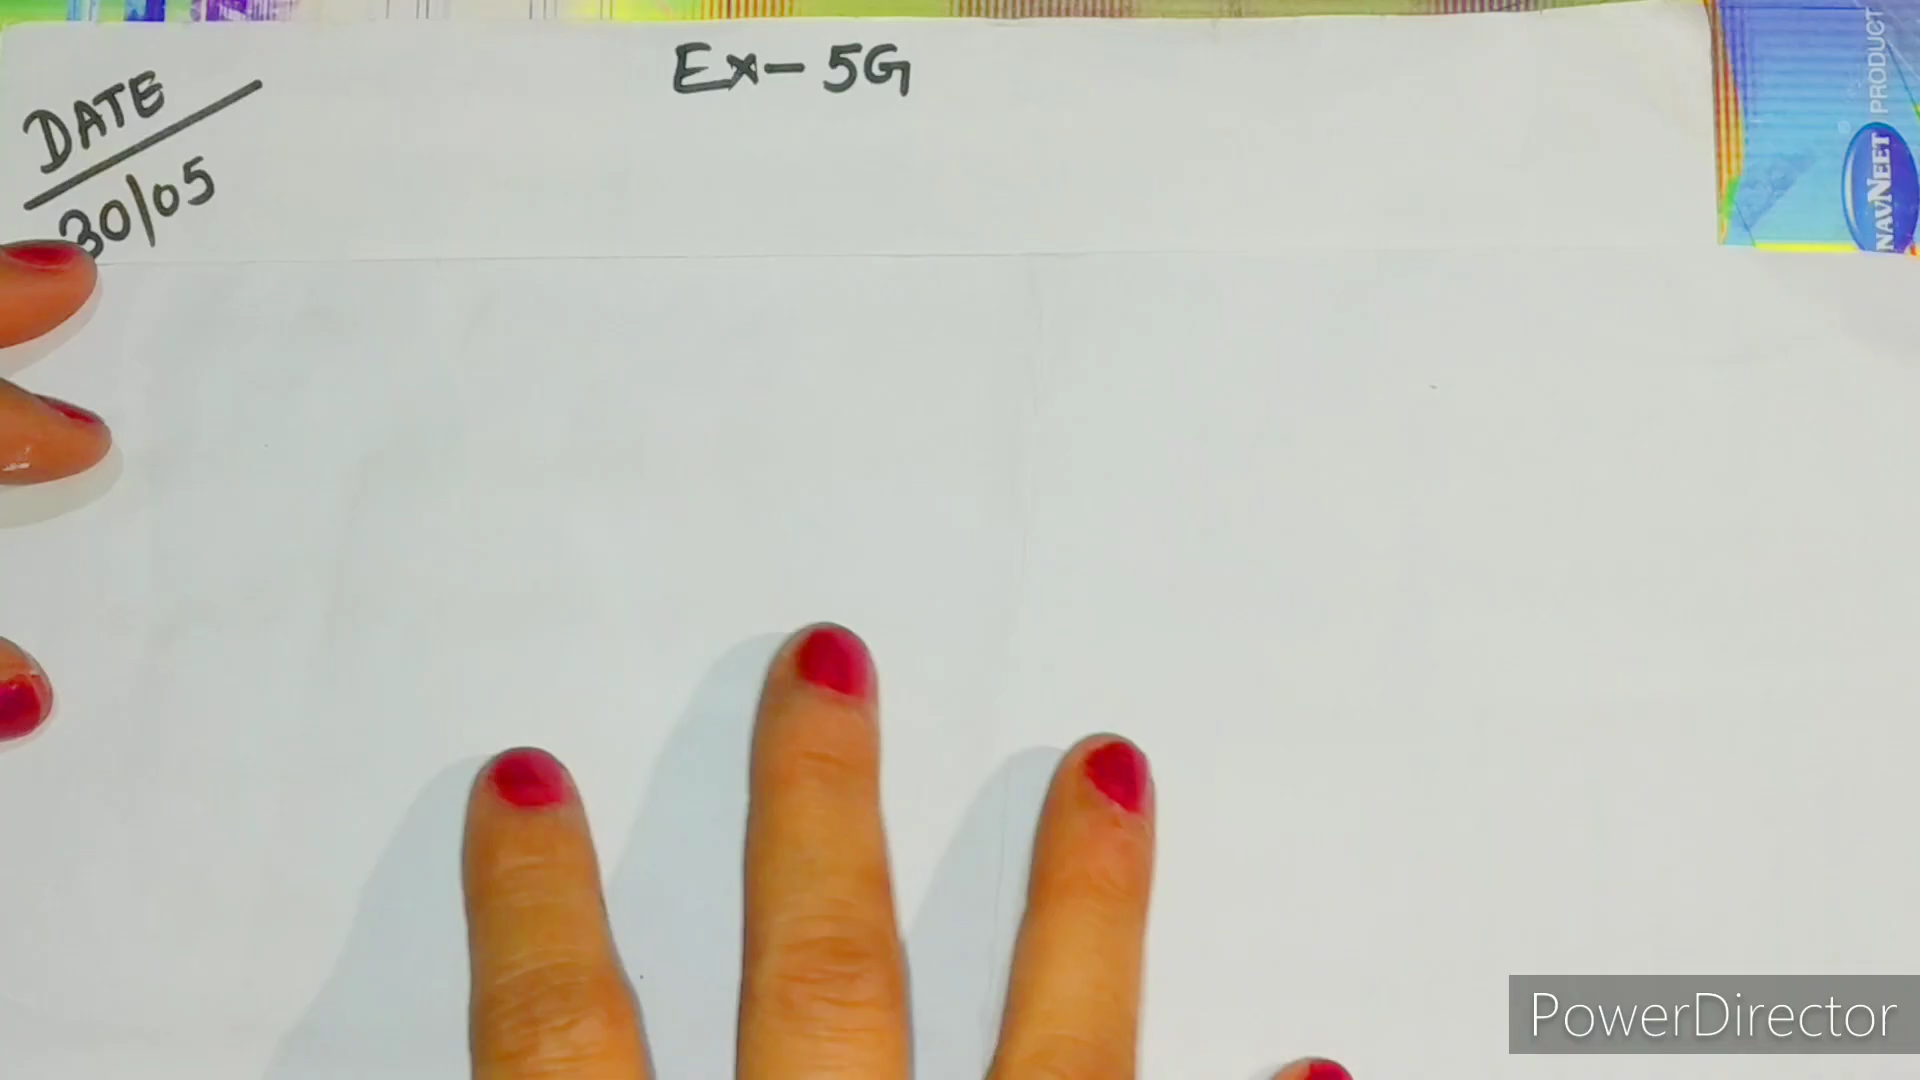 Ex- 5G
DATE
30/05
NAVNEET PRODUCT
PowerDirector